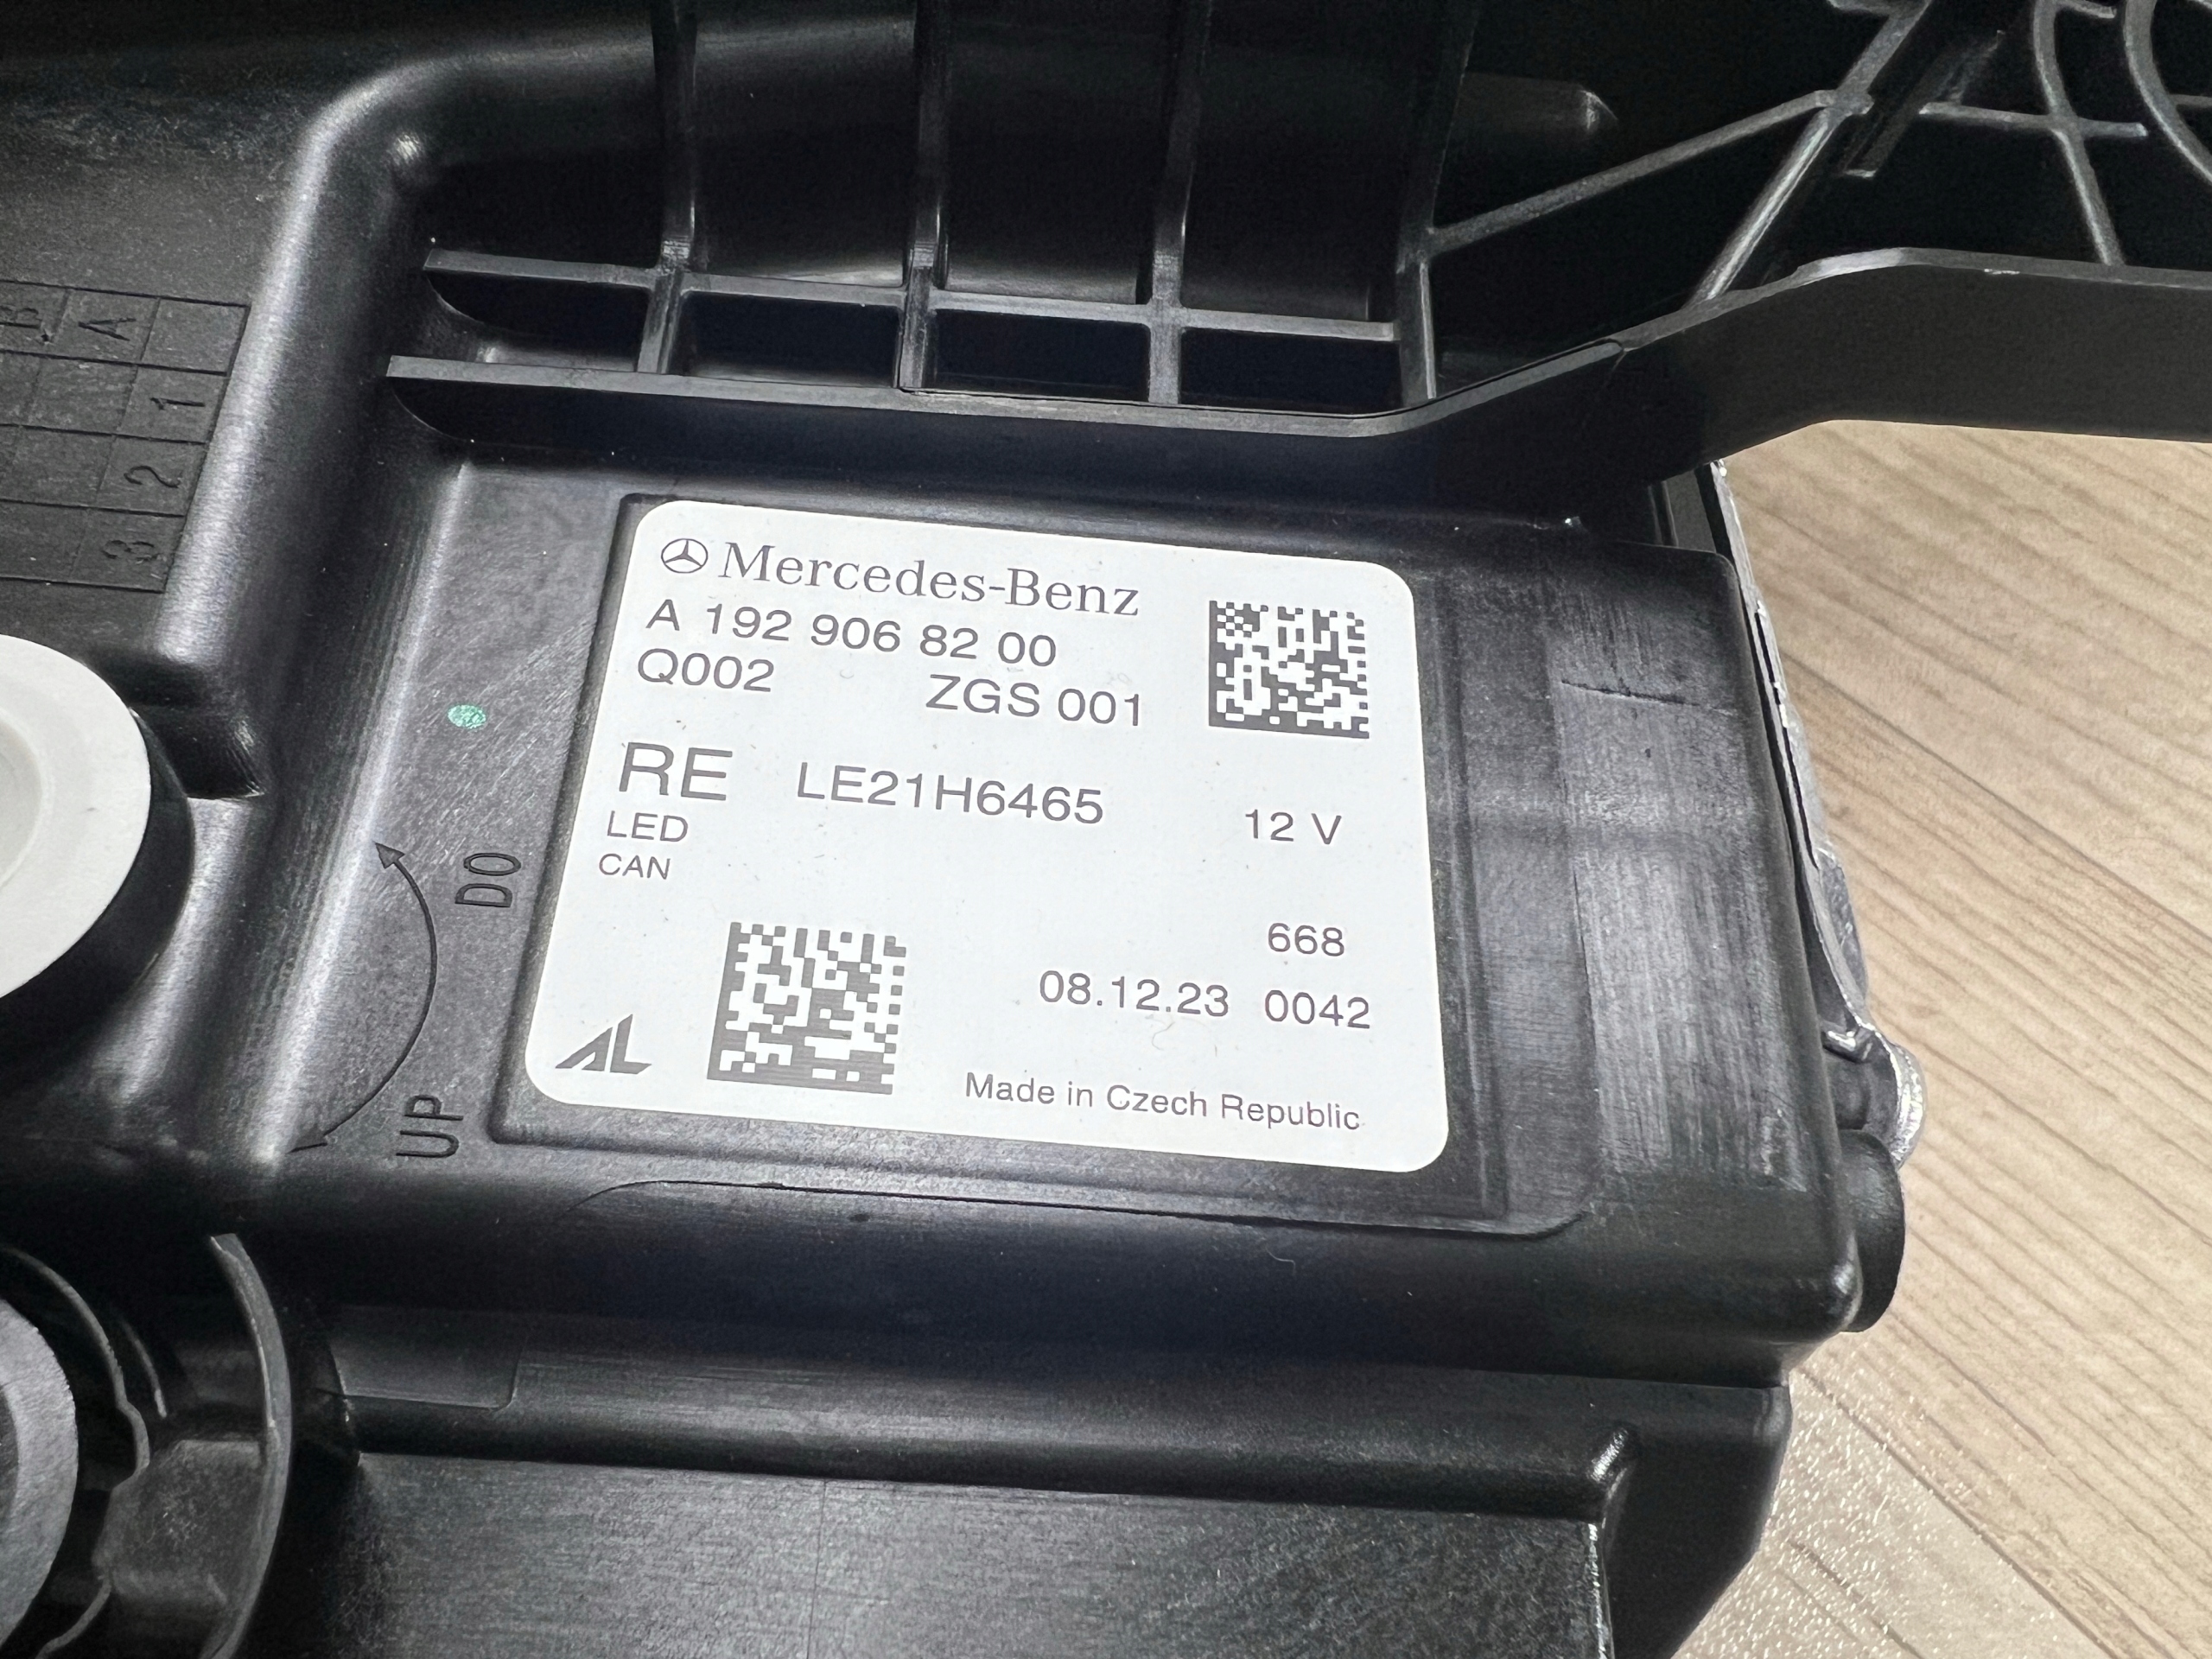 Mercedes-Benz
A 192 906 82 00
Q002 ZGS 001
RE LE21H6465 12 V
LED
CAN
668
08.12.23 0042
AL
Made in Czech Republic
DO
UP
B A
1
2
3